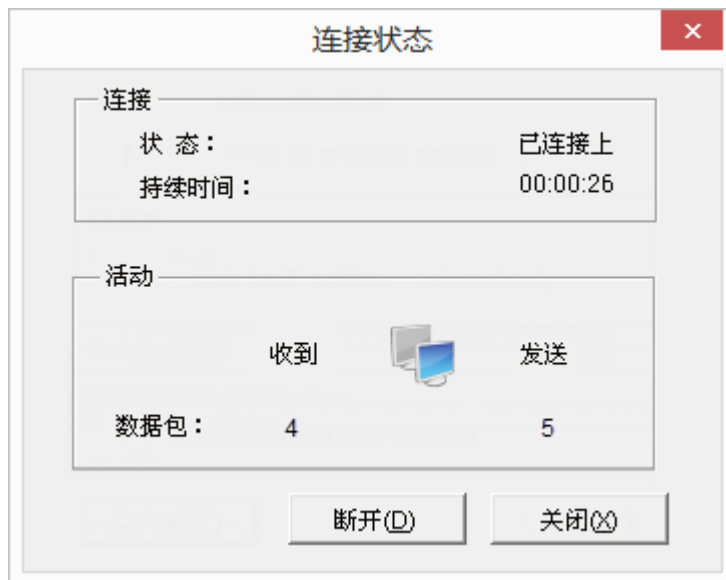 连接状态
连接
状 态： 已连接上
持续时间： 00:00:26
活动
收到 发送
数据包： 4 5
断开(D) 关闭(X)